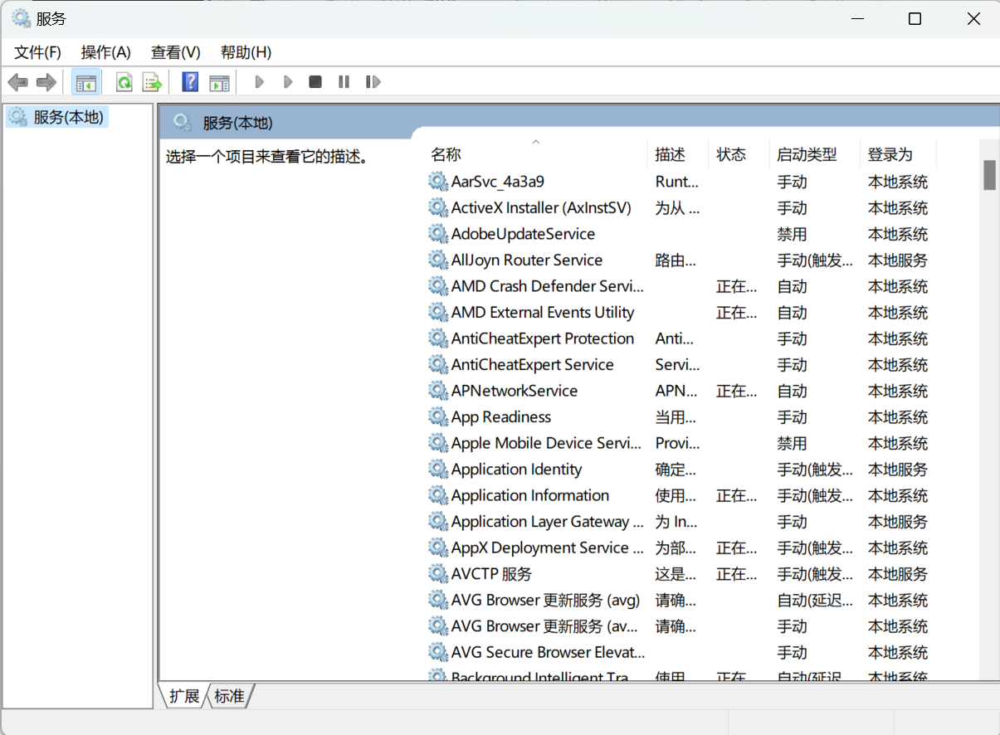 服务
文件(F) 操作(A) 查看(V) 帮助(H)
服务(本地)
服务(本地)
选择一个项目来查看它的描述。
名称 描述 状态 启动类型 登录为
AarSvc_4a3a9 Runt... 手动 本地系统
ActiveX Installer (AxInstSV) 为从 ... 手动 本地系统
AdobeUpdateService 禁用 本地系统
AllJoyn Router Service 路由... 手动(触发... 本地服务
AMD Crash Defender Servi... 正在... 自动 本地系统
AMD External Events Utility 正在... 自动 本地系统
AntiCheatExpert Protection Anti... 手动 本地系统
AntiCheatExpert Service Servi... 手动 本地系统
APNetworkService APN... 正在... 自动 本地系统
App Readiness 当用... 手动 本地系统
Apple Mobile Device Servi... Provi... 禁用 本地系统
Application Identity 确定... 手动(触发... 本地服务
Application Information 使用... 正在... 手动(触发... 本地系统
Application Layer Gateway ... 为 In... 手动 本地服务
AppX Deployment Service ... 为部... 正在... 手动(触发... 本地系统
AVCTP 服务 这是... 正在... 手动(触发... 本地服务
AVG Browser 更新服务 (avg) 请确... 自动(延迟... 本地系统
AVG Browser 更新服务 (av... 请确... 手动 本地系统
AVG Secure Browser Elevat... 手动 本地系统
Background Intelligent Tra... 使用... 正在... 自动(延迟... 本地系统
扩展 标准